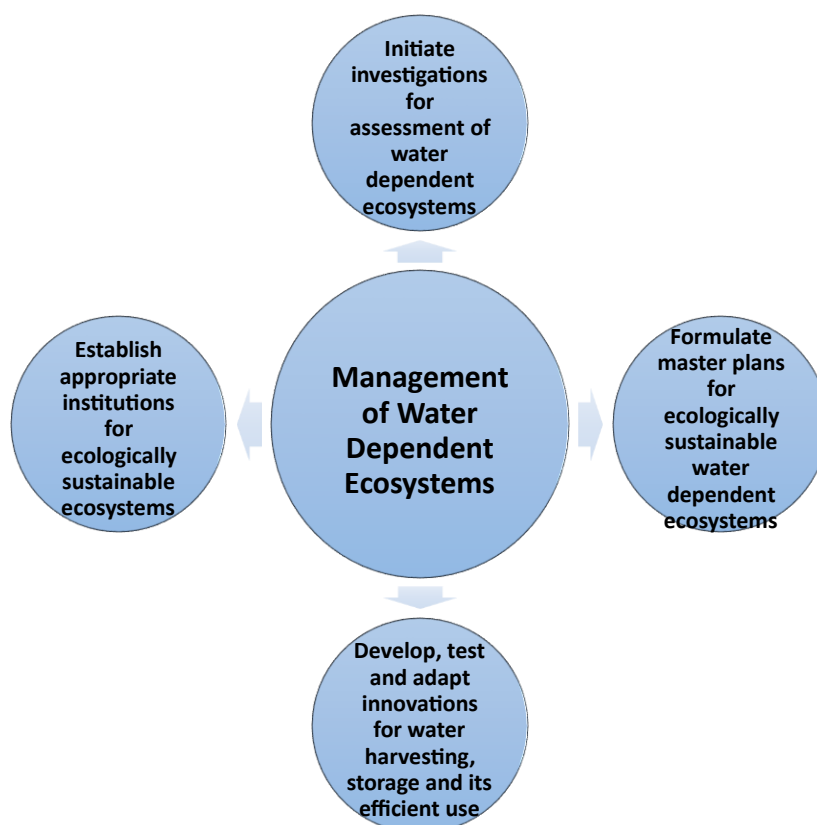 Initiate
investigations
for
assessment of
water
dependent
ecosystems
Establish
appropriate
institutions
for
ecologically
sustainable
ecosystems
Management
of Water
Dependent
Ecosystems
Formulate
master plans
for
ecologically
sustainable
water
dependent
ecosystems
Develop, test
and adapt
innovations
for water
harvesting,
storage and its
efficient use